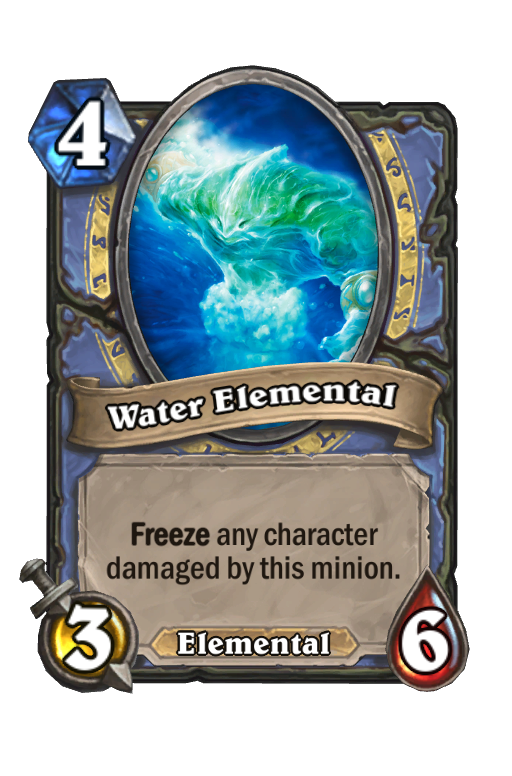 4
Water Elemental
Freeze any character
damaged by this minion.
3
Elemental
6